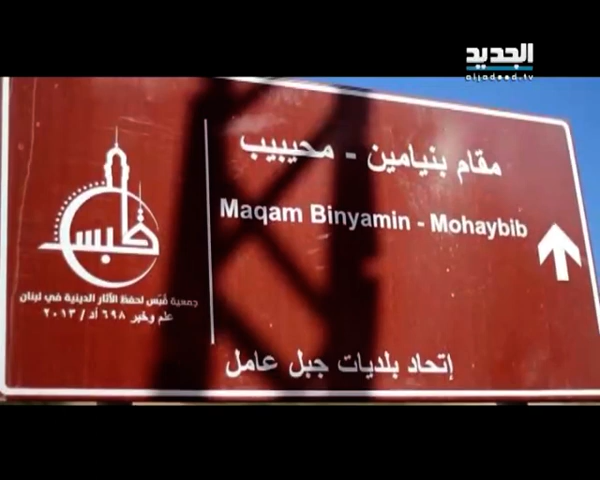 الجديد
aljadeed.tv
مقام بنيامين - محيبيب
Maqam Binyamin - Mohaybib
قبس
جمعية قبس لحفظ الآثار الدينية في لبنان
علم وخبر ٦٩٨ أد / ٢٠١٣
إتحاد بلديات جبل عامل